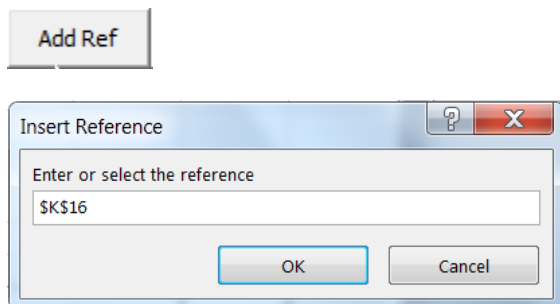 Add Ref
Insert Reference
Enter or select the reference
$K$16
OK Cancel